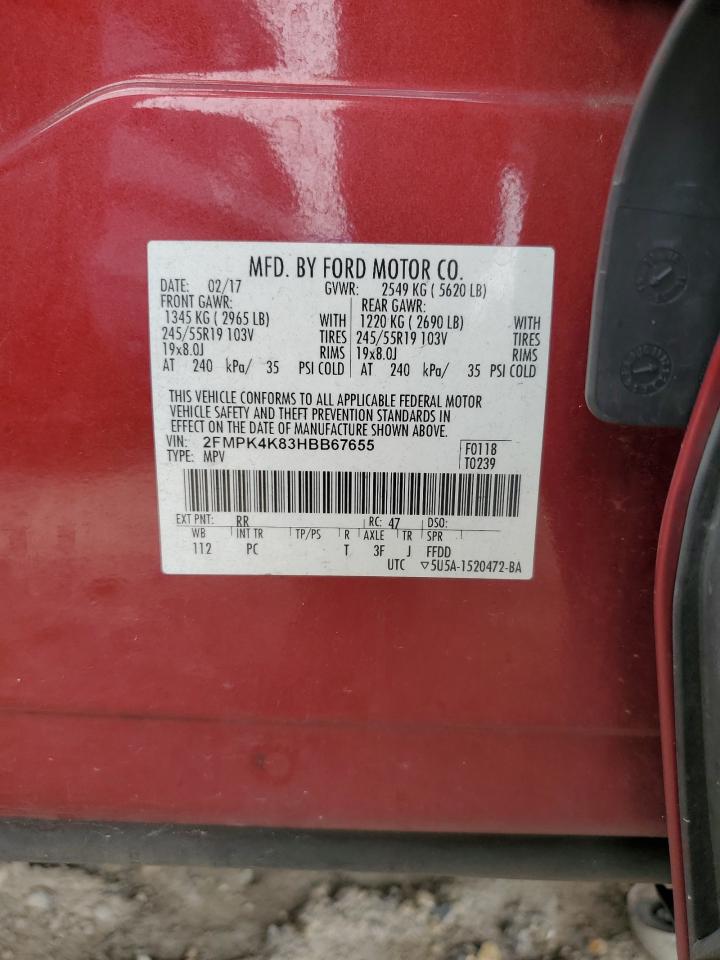 MFD. BY FORD MOTOR CO.
DATE: 02/17 GVWR: 2549 KG ( 5620 LB)
FRONT GAWR: REAR GAWR:
1345 KG ( 2965 LB) WITH 1220 KG ( 2690 LB) WITH
245/55R19 103V TIRES 245/55R19 103V TIRES
19x8.0J RIMS 19x8.0J RIMS
AT 240 kPa/ 35 PSI COLD AT 240 kPa/ 35 PSI COLD
THIS VEHICLE CONFORMS TO ALL APPLICABLE FEDERAL MOTOR
VEHICLE SAFETY AND THEFT PREVENTION STANDARDS IN
EFFECT ON THE DATE OF MANUFACTURE SHOWN ABOVE.
VIN: 2FMPK4K83HBB67655 F0118
TYPE: MPV T0239
EXT PNT: RR RC: 47 DSO:
WB INT TR TP/PS R AXLE TR SPR
112 PC T 3F J FFDD
UTC ▽5U5A-1520472-BA